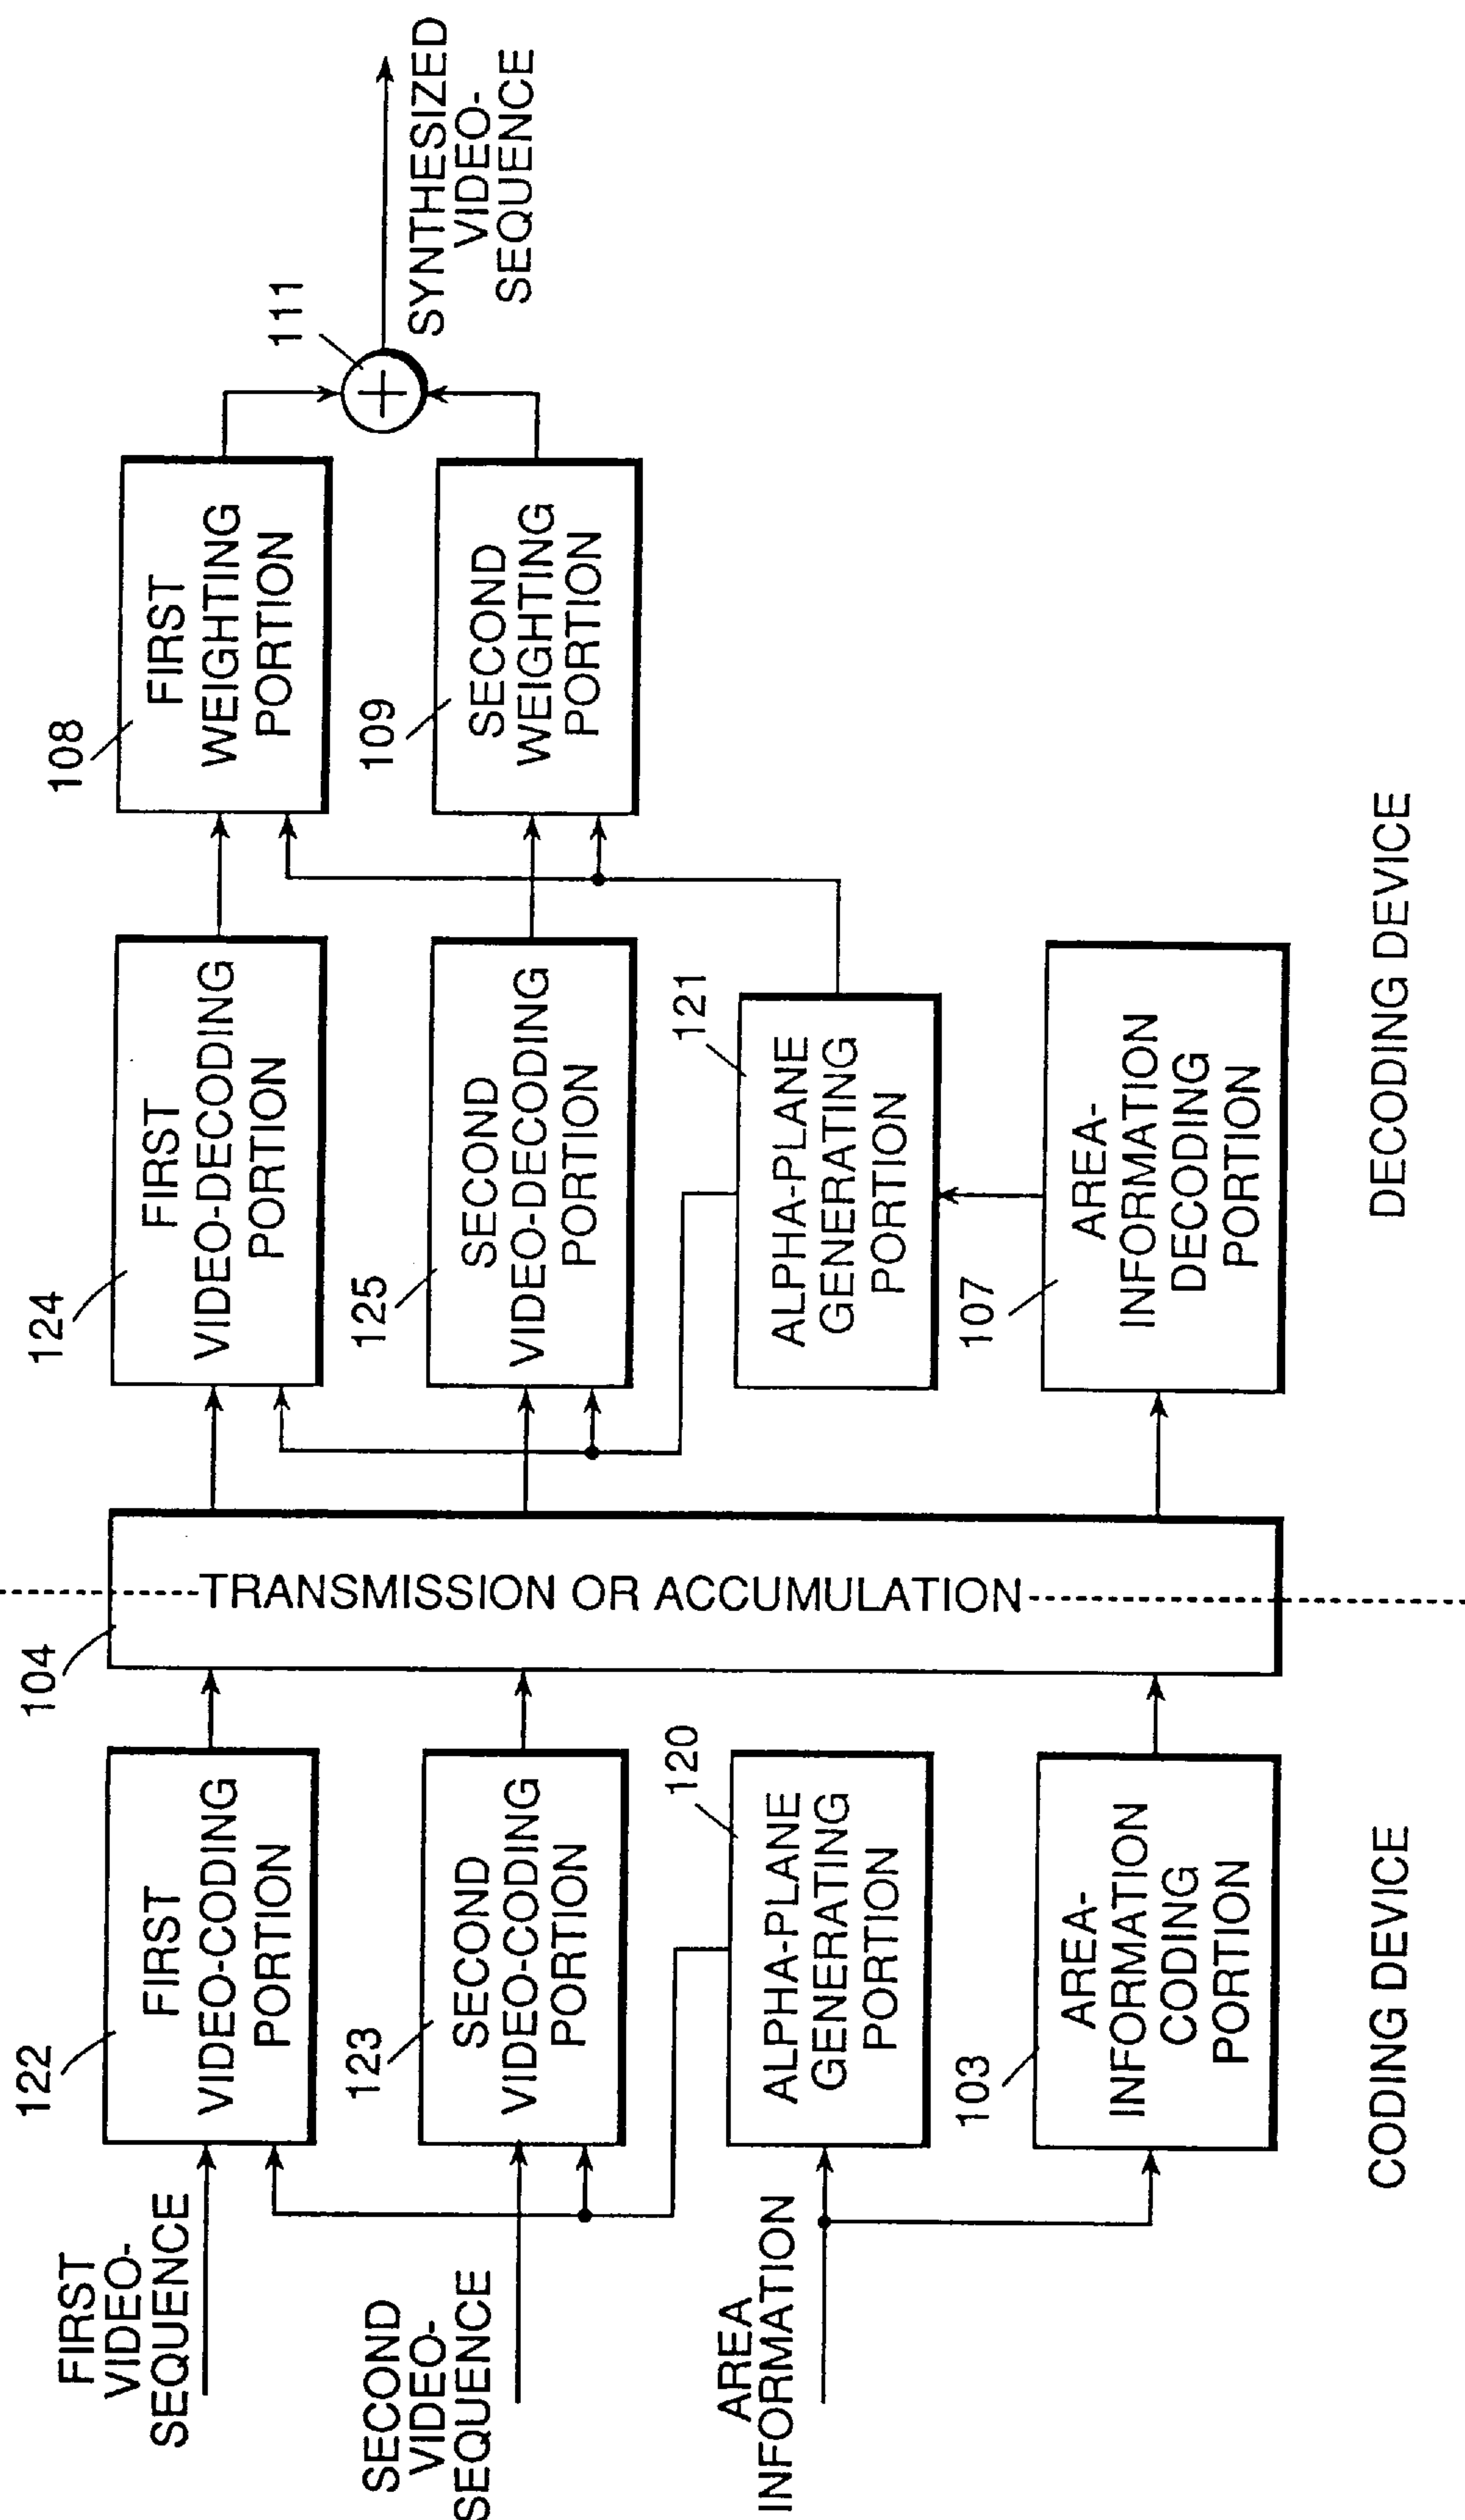 FIRST
VIDEO-
SEQUENCE
SECOND
VIDEO-
SEQUENCE
AREA
INFORMATION
122
FIRST
VIDEO-CODING
PORTION
123
SECOND
VIDEO-CODING
PORTION
120
ALPHA-PLANE
GENERATING
PORTION
103
AREA-
INFORMATION
CODING
PORTION
CODING DEVICE
104
TRANSMISSION OR ACCUMULATION
124
FIRST
VIDEO-DECODING
PORTION
125
SECOND
VIDEO-DECODING
PORTION
121
ALPHA-PLANE
GENERATING
PORTION
107
AREA-
INFORMATION
DECODING
PORTION
DECODING DEVICE
108
FIRST
WEIGHTING
PORTION
109
SECOND
WEIGHTING
PORTION
111
SYNTHESIZED
VIDEO-
SEQUENCE